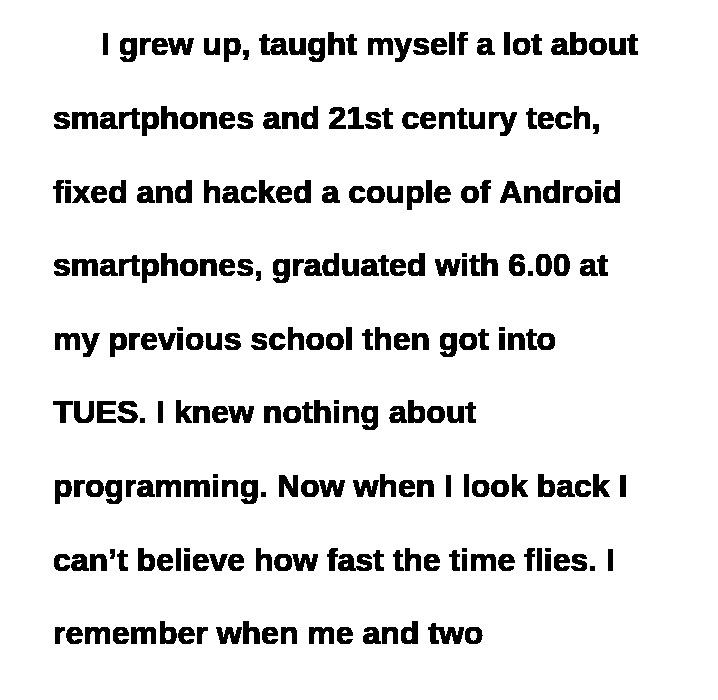 I grew up, taught myself a lot about
smartphones and 21st century tech,
fixed and hacked a couple of Android
smartphones, graduated with 6.00 at
my previous school then got into
TUES. I knew nothing about
programming. Now when I look back I
can’t believe how fast the time flies. I
remember when me and two